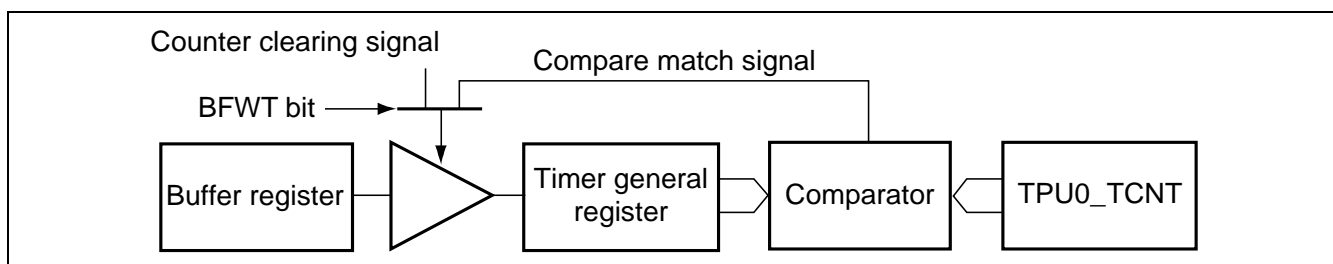 Counter clearing signal
Compare match signal
BFWT bit
Buffer register
Timer general
register
Comparator
TPU0_TCNT